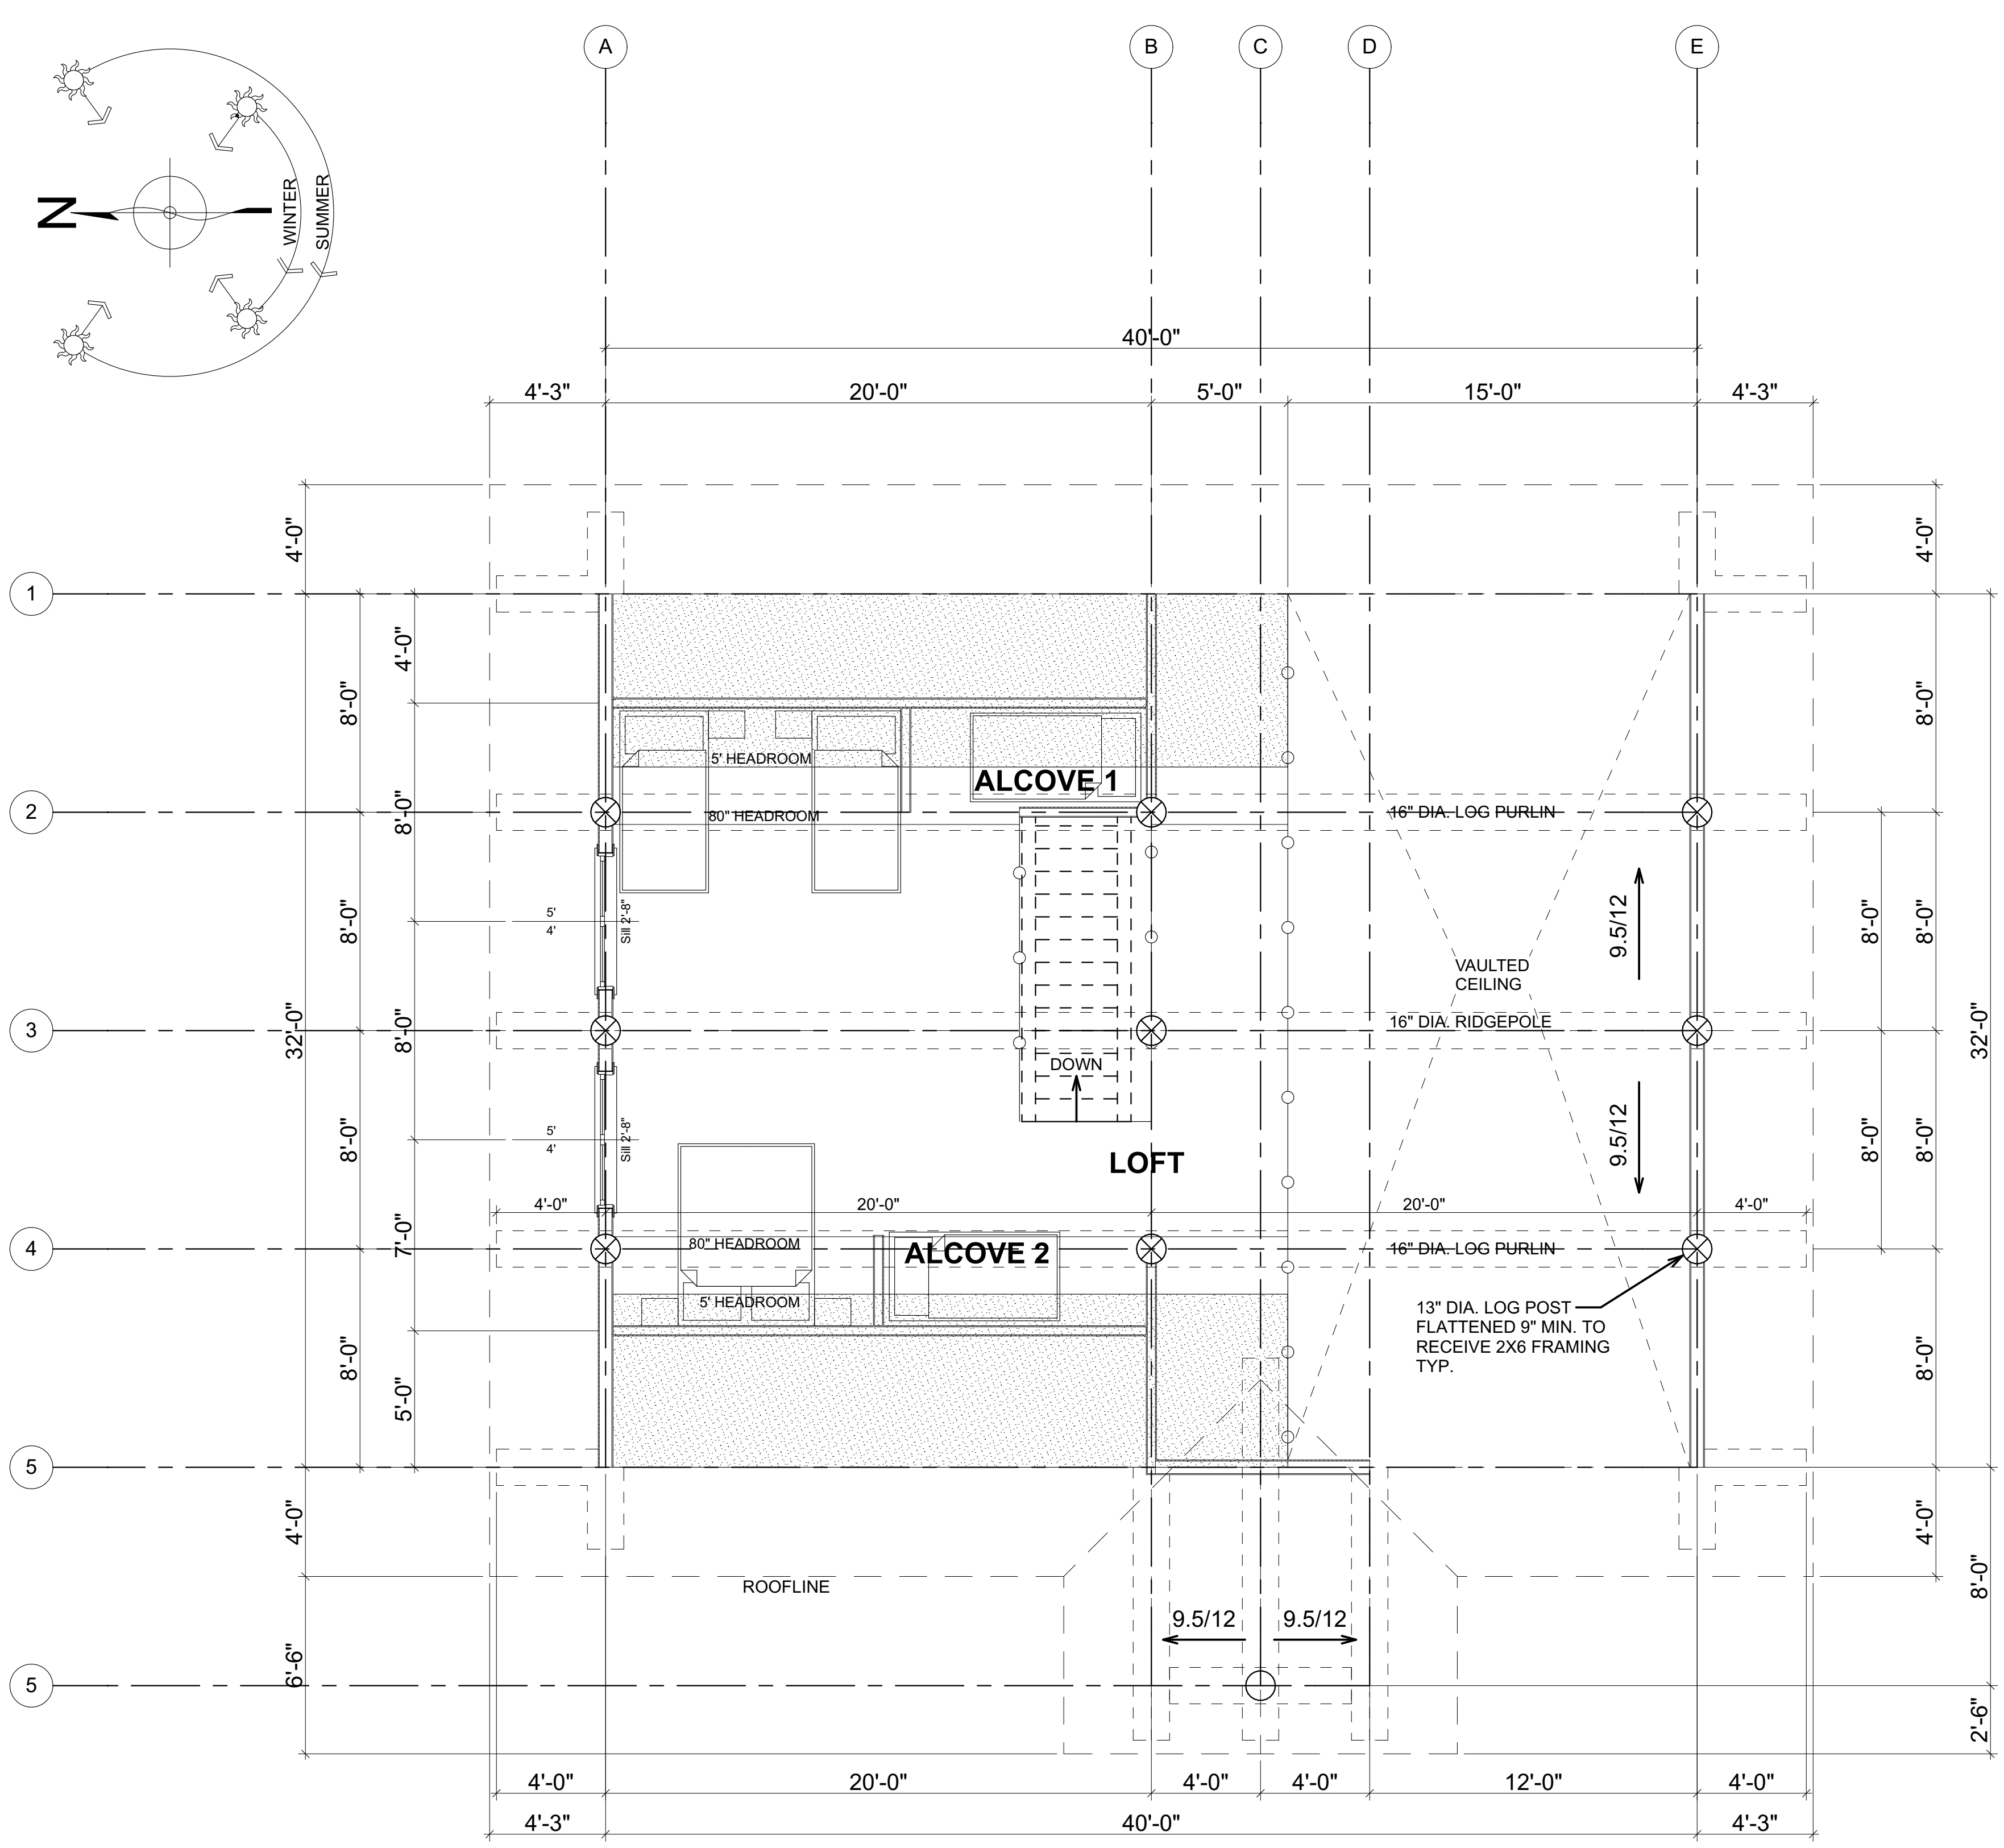 A
B
C
D
E
N
WINTER
SUMMER
40'-0"
4'-3"
20'-0"
5'-0"
15'-0"
4'-3"
4'-0"
4'-0"
1
8'-0"
4'-0"
8'-0"
5' HEADROOM
ALCOVE 1
2
8'-0"
80" HEADROOM
16" DIA. LOG PURLIN
8'-0"
5'
4'
Sill 2'-8"
9.5/12
8'-0"
8'-0"
VAULTED
CEILING
3
32'-0"
8'-0"
16" DIA. RIDGEPOLE
32'-0"
DOWN
8'-0"
5'
4'
Sill 2'-8"
9.5/12
8'-0"
8'-0"
LOFT
4'-0"
20'-0"
20'-0"
4'-0"
4
7'-0"
80" HEADROOM
ALCOVE 2
16" DIA. LOG PURLIN
5' HEADROOM
13" DIA. LOG POST
FLATTENED 9" MIN. TO
RECEIVE 2X6 FRAMING
TYP.
8'-0"
5'-0"
8'-0"
5
4'-0"
4'-0"
ROOFLINE
8'-0"
9.5/12
9.5/12
5
6'-6"
2'-6"
4'-0"
20'-0"
4'-0"
4'-0"
12'-0"
4'-0"
4'-3"
40'-0"
4'-3"